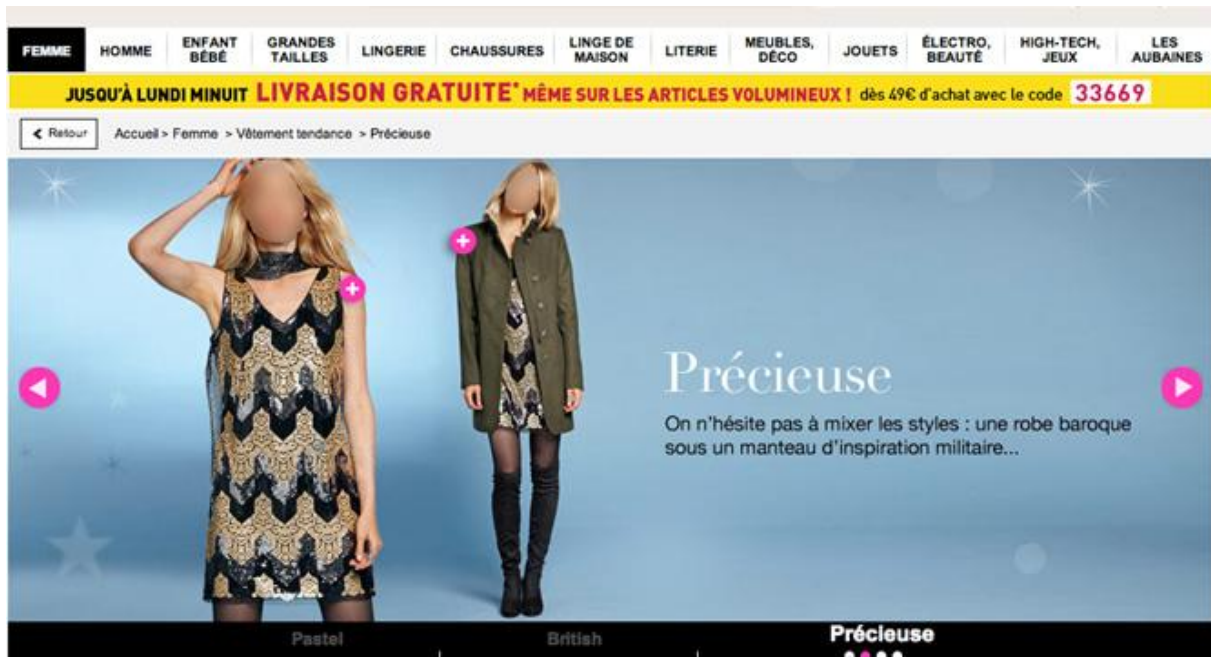 FEMME HOMME ENFANT BÉBÉ GRANDES TAILLES LINGERIE CHAUSSURES LINGE DE MAISON LITERIE MEUBLES, DÉCO JOUETS ÉLECTRO, BEAUTÉ HIGH-TECH, JEUX LES AUBAINES
JUSQU'À LUNDI MINUIT LIVRAISON GRATUITE* MÊME SUR LES ARTICLES VOLUMINEUX ! dès 49€ d'achat avec le code 33669
Retour Accueil > Femme > Vêtement tendance > Précieuse
Précieuse
On n'hésite pas à mixer les styles : une robe baroque
sous un manteau d'inspiration militaire...
Pastel British Précieuse